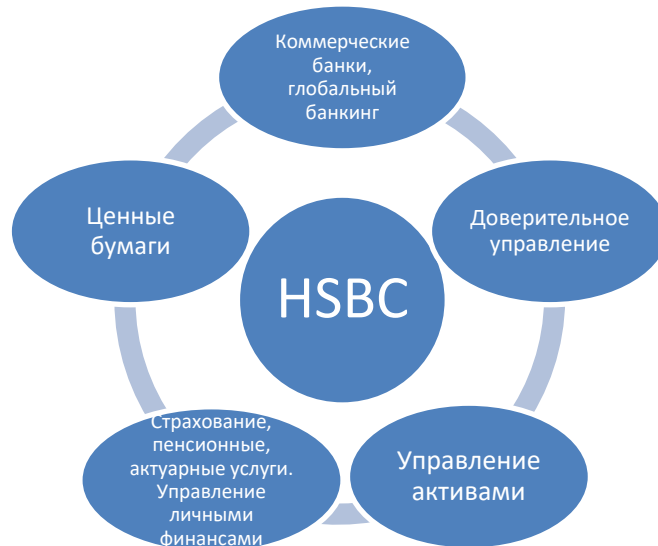 Коммерческие
банки,
глобальный
банкинг
Ценные
бумаги
Доверительное
управление
HSBC
Страхование,
пенсионные,
актуарные услуги.
Управление
личными
финансами
Управление
активами